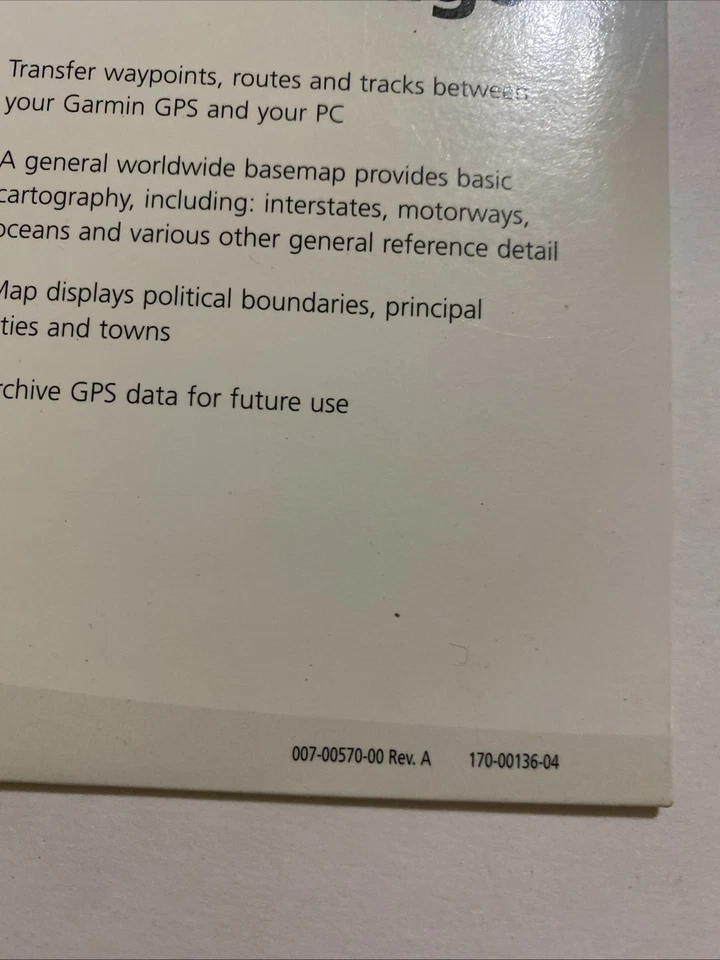 Transfer waypoints, routes and tracks between
your Garmin GPS and your PC
A general worldwide basemap provides basic
cartography, including: interstates, motorways,
oceans and various other general reference detail
Map displays political boundaries, principal
ties and towns
rchive GPS data for future use
007-00570-00 Rev. A 170-00136-04